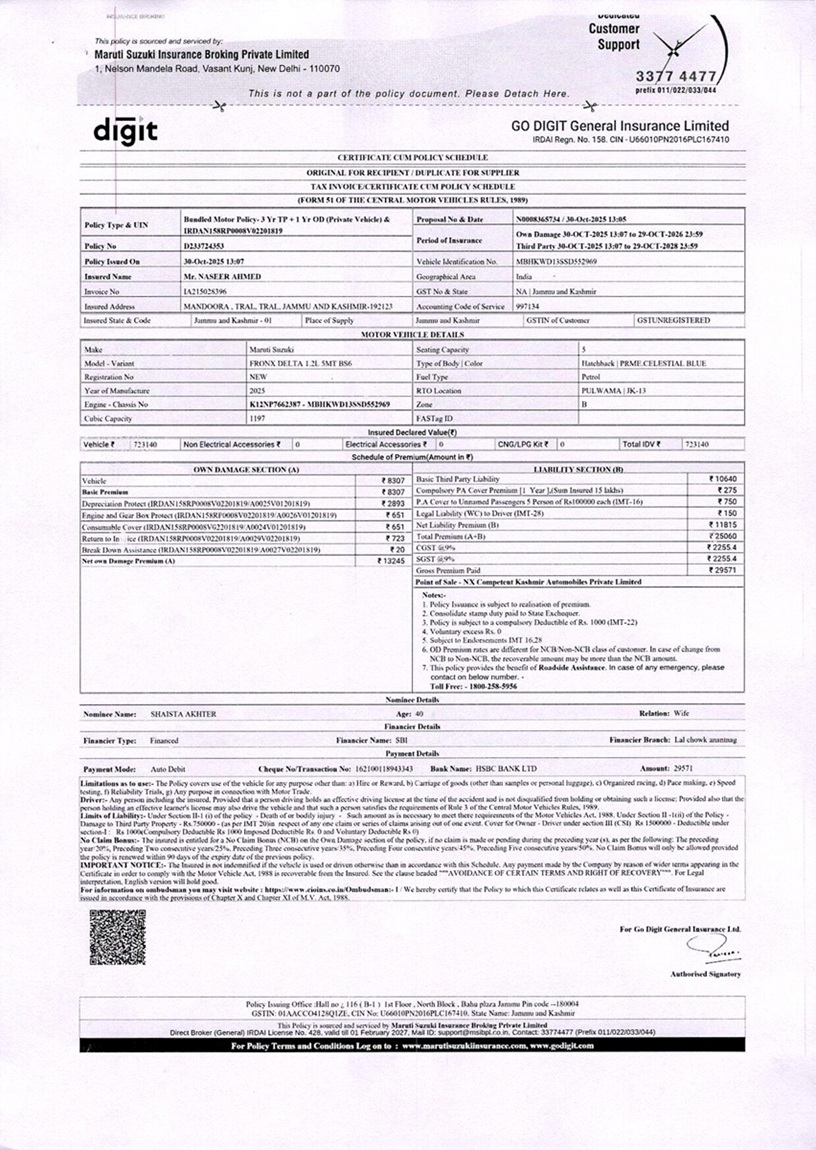 INSURANCE BROKING
This policy is sourced and serviced by:
Maruti Suzuki Insurance Broking Private Limited
1, Nelson Mandela Road, Vasant Kunj, New Delhi - 110070
Dedicated
Customer
Support
3377 4477
prefix 011/022/033/044
This is not a part of the policy document. Please Detach Here.
digit
GO DIGIT General Insurance Limited
IRDAI Regn. No. 158. CIN - U66010PN2016PLC167410
CERTIFICATE CUM POLICY SCHEDULE
ORIGINAL FOR RECIPIENT / DUPLICATE FOR SUPPLIER
TAX INVOICE/CERTIFICATE CUM POLICY SCHEDULE
(FORM 51 OF THE CENTRAL MOTOR VEHICLES RULES, 1989)
Policy Type & UIN Bundled Motor Policy- 3 Yr TP + 1 Yr OD (Private Vehicle) & IRDAN158RP0008V02201819
Proposal No & Date N0008365734 / 30-Oct-2025 13:05
Period of Insurance Own Damage 30-OCT-2025 13:07 to 29-OCT-2026 23:59
Third Party 30-OCT-2025 13:07 to 29-OCT-2028 23:59
Policy No D233724353
Policy Issued On 30-Oct-2025 13:07 Vehicle Identification No. MBHKWD13SSD552969
Insured Name Mr. NASEER AHMED Geographical Area India
Invoice No IA215028396 GST No & State NA | Jammu and Kashmir
Insured Address MANDOORA , TRAL, TRAL, JAMMU AND KASHMIR-192123 Accounting Code of Service 997134
Insured State & Code Jammu and Kashmir - 01 Place of Supply Jammu and Kashmir GSTIN of Customer GSTUNREGISTERED
MOTOR VEHICLE DETAILS
Make Maruti Suzuki Seating Capacity 5
Model - Variant FRONX DELTA 1.2L 5MT BS6 Type of Body | Color Hatchback | PRME.CELESTIAL BLUE
Registration No NEW Fuel Type Petrol
Year of Manufacture 2025 RTO Location PULWAMA | JK-13
Engine - Chassis No K12NP7662387 - MBHKWD13SSD552969 Zone B
Cubic Capacity 1197 FASTag ID
Insured Declared Value(₹)
Vehicle ₹ 723140 Non Electrical Accessories ₹ 0 Electrical Accessories ₹ 0 CNG/LPG Kit ₹ 0 Total IDV ₹ 723140
Schedule of Premium(Amount in ₹)
OWN DAMAGE SECTION (A)
Vehicle ₹ 8307
Basic Premium ₹ 8307
Depreciation Protect (IRDAN158RP0008V02201819/A0025V01201819) ₹ 2893
Engine and Gear Box Protect (IRDAN158RP0008V02201819/A0026V01201819) ₹ 651
Consumable Cover (IRDAN158RP0008V02201819/A0024V01201819) ₹ 651
Return to In ice (IRDAN158RP0008V02201819/A0029V02201819) ₹ 723
Break Down Assistance (IRDAN158RP0008V02201819/A0027V02201819) ₹ 20
Net own Damage Premium (A) ₹ 13245
LIABILITY SECTION (B)
Basic Third Party Liability ₹ 10640
Compulsory PA Cover Premium [1 Year ],(Sum Insured 15 lakhs) ₹ 275
P.A Cover to Unnamed Passengers 5 Person of Rs100000 each (IMT-16) ₹ 750
Legal Liability (WC) to Driver (IMT-28) ₹ 150
Net Liability Premium (B) ₹ 11815
Total Premium (A+B) ₹ 25060
CGST @9% ₹ 2255.4
SGST @9% ₹ 2255.4
Gross Premium Paid ₹ 29571
Point of Sale - NX Competent Kashmir Automobiles Private Limited
Notes:-
1. Policy Issuance is subject to realisation of premium.
2. Consolidate stamp duty paid to State Exchequer.
3. Policy is subject to a compulsory Deductible of Rs. 1000 (IMT-22)
4. Voluntary excess Rs. 0
5. Subject to Endorsements IMT 16,28
6. OD Premium rates are different for NCB/Non-NCB class of customer. In case of change from
NCB to Non-NCB, the recoverable amount may be more than the NCB amount.
7. This policy provides the benefit of Roadside Assistance. In case of any emergency, please
contact on below number. -
Toll Free: - 1800-258-5956
Nominee Details
Nominee Name: SHAISTA AKHTER Age: 40 Relation: Wife
Financier Details
Financier Type: Financed Financier Name: SBI Financier Branch: Lal chowk anantnag
Payment Details
Payment Mode: Auto Debit Cheque No/Transaction No: 162100118943343 Bank Name: HSBC BANK LTD Amount: 29571
Limitations as to use:- The Policy covers use of the vehicle for any purpose other than: a) Hire or Reward, b) Carriage of goods (other than samples or personal luggage), c) Organized racing, d) Pace making, e) Speed
testing, f) Reliability Trials, g) Any purpose in connection with Motor Trade.
Driver:- Any person including the insured, Provided that a person driving holds an effective driving license at the time of the accident and is not disqualified from holding or obtaining such a license; Provided also that the
person holding an effective learner's license may also drive the vehicle and that such a person satisfies the requirements of Rule 3 of the Central Motor Vehicles Rules, 1989.
Limits of Liability:- Under Section II-1 (i) of the policy - Death of or bodily injury - Such amount as is necessary to meet there requirements of the Motor Vehicles Act, 1988. Under Section II -1(ii) of the Policy -
Damage to Third Party Property - Rs.750000 - (as per IMT 20)in respect of any one claim or series of claims arising out of one event. Cover for Owner - Driver under section III (CSI) Rs 1500000 - Deductible under
section-I : Rs 1000(Compulsory Deductible Rs 1000 Imposed Deductible Rs. 0 and Voluntary Deductible Rs 0)
No Claim Bonus:- The insured is entitled for a No Claim Bonus (NCB) on the Own Damage section of the policy, if no claim is made or pending during the preceding year (s), as per the following: The preceding
year/20%, Preceding Two consecutive years/25%, Preceding Three consecutive years/35%, Preceding Four consecutive years/45%, Preceding Five consecutive years/50%. No Claim Bonus will only be allowed provided
the policy is renewed within 90 days of the expiry date of the previous policy.
IMPORTANT NOTICE:- The Insured is not indemnified if the vehicle is used or driven otherwise than in accordance with this Schedule. Any payment made by the Company by reason of wider terms appearing in the
Certificate in order to comply with the Motor Vehicle Act, 1988 is recoverable from the Insured. See the clause headed """AVOIDANCE OF CERTAIN TERMS AND RIGHT OF RECOVERY""". For Legal
interpretation, English version will hold good.
For information on ombudsman you may visit website : https://www.cioins.co.in/Ombudsman:- I / We hereby certify that the Policy to which this Certificate relates as well as this Certificate of Insurance are
issued in accordance with the provisions of Chapter X and Chapter XI of M.V. Act, 1988.
For Go Digit General Insurance Ltd.
Authorised Signatory
Policy Issuing Office :Hall no ¿ 116 ( B-1 ) 1st Floor , North Block , Bahu plaza Jammu Pin code --180004
GSTIN: 01AACCO4128Q1ZE, CIN No: U66010PN2016PLC167410, State Name: Jammu and Kashmir
This Policy is sourced and serviced by Maruti Suzuki Insurance Broking Private Limited
Direct Broker (General) IRDAI License No. 428, valid till 01 February 2027, Mail ID: support@msibpl.co.in, Contact: 33774477 (Prefix 011/022/033/044)
For Policy Terms and Conditions Log on to : www.marutisuzukiinsurance.com, www.godigit.com